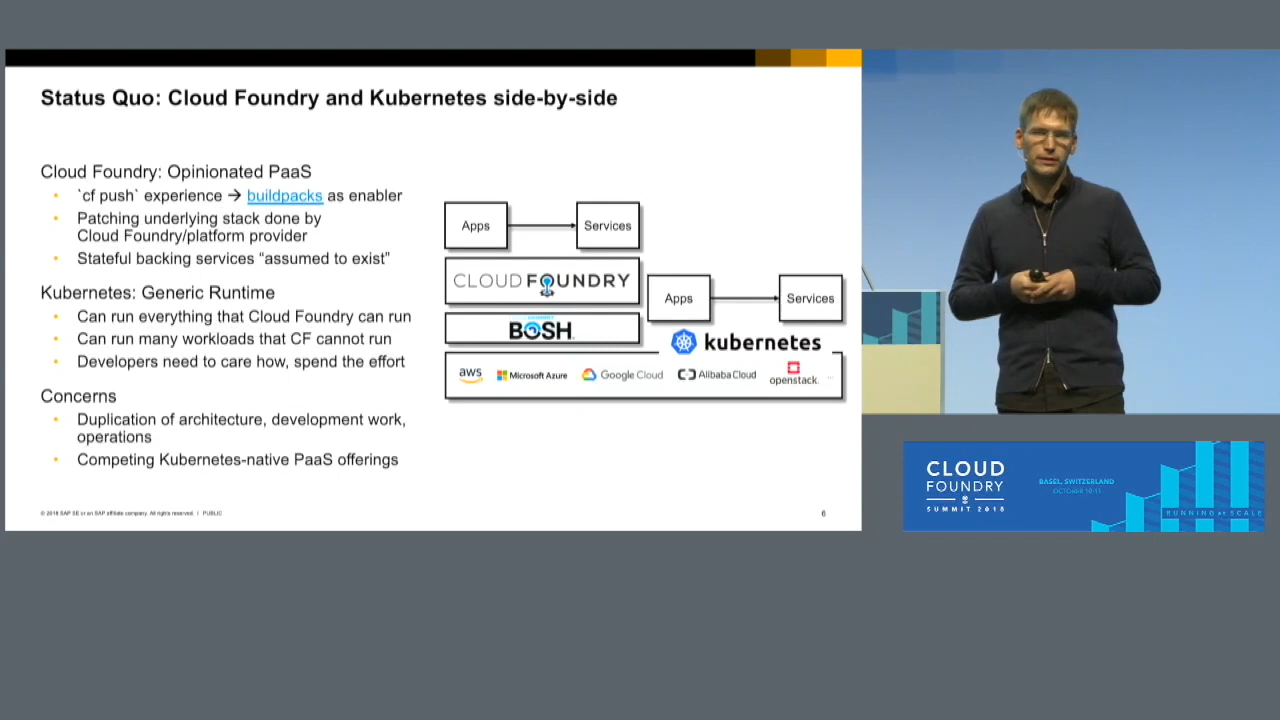 Status Quo: Cloud Foundry and Kubernetes side-by-side
Cloud Foundry: Opinionated PaaS
• `cf push` experience → buildpacks as enabler
• Patching underlying stack done by
Cloud Foundry/platform provider
• Stateful backing services “assumed to exist”
Kubernetes: Generic Runtime
• Can run everything that Cloud Foundry can run
• Can run many workloads that CF cannot run
• Developers need to care how, spend the effort
Concerns
• Duplication of architecture, development work,
operations
• Competing Kubernetes-native PaaS offerings
Apps
Services
CLOUD FOUNDRY
BOSH
Apps
Services
kubernetes
aws
Microsoft Azure
Google Cloud
Alibaba Cloud
openstack.
...
© 2018 SAP SE or an SAP affiliate company. All rights reserved. | PUBLIC
6
CLOUD
FOUNDRY
SUMMIT 2018
BASEL, SWITZERLAND
OCTOBER 10-11
RUNNING AT SCALE